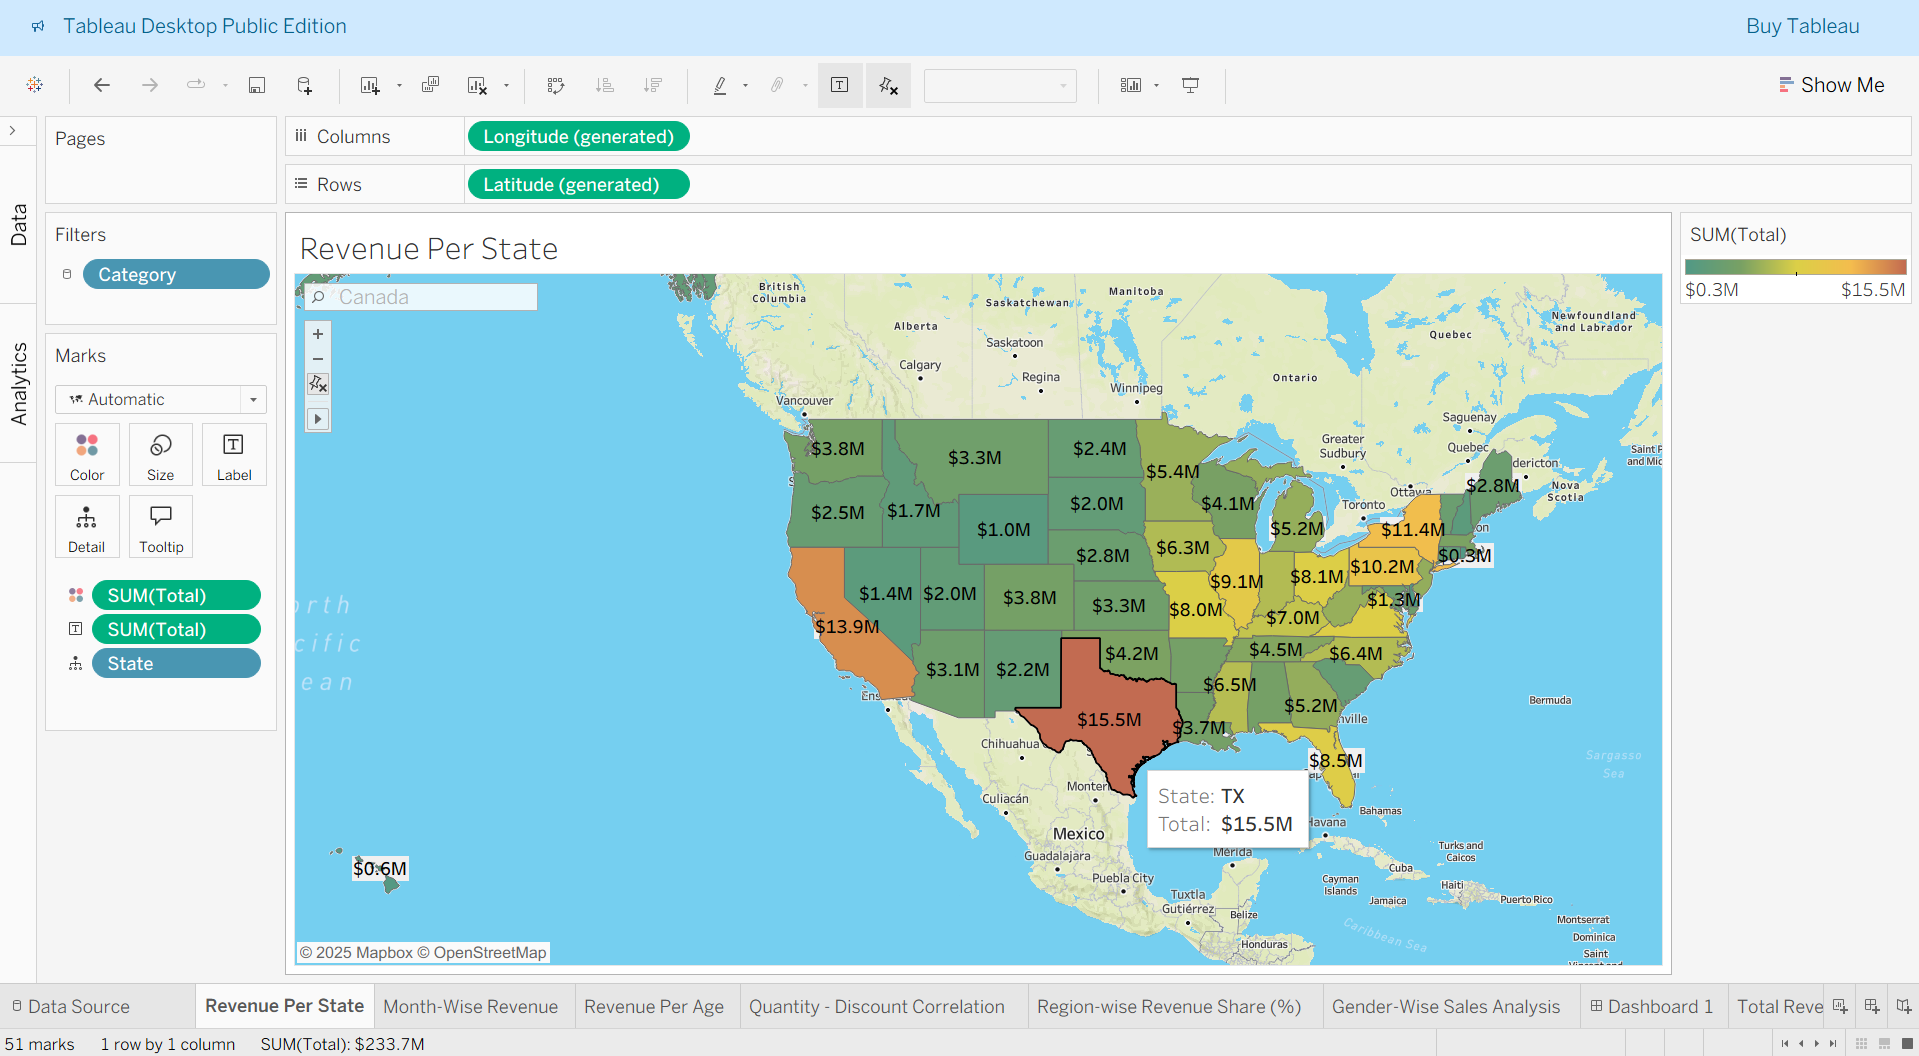 Tableau Desktop Public Edition
Buy Tableau
Show Me
Data
Analytics
Pages
Columns
Longitude (generated)
Rows
Latitude (generated)
Filters
Category
Marks
Automatic
Color
Size
Label
Detail
Tooltip
SUM(Total)
SUM(Total)
State
Revenue Per State
Canada
SUM(Total)
$0.3M
$15.5M
British
Columbia
Alberta
Saskatchewan
Manitoba
Ontario
Quebec
Newfoundland
and Labrador
Saskatoon
Calgary
Regina
Winnipeg
Vancouver
Saguenay
Quebec
Greater
Sudbury
Ottawa
Toronto
dericton
Nova
Scotia
Saint P
and Mic
$3.8M
$3.3M
$2.4M
$5.4M
$4.1M
$5.2M
$2.8M
$2.5M
$1.7M
$1.0M
$2.0M
$6.3M
$11.4M
on
$0.3M
$2.8M
$9.1M
$8.1M
$10.2M
$1.4M
$2.0M
$3.8M
$3.3M
$8.0M
$7.0M
$1.3M
$13.9M
$3.1M
$2.2M
$4.2M
$4.5M
$6.4M
$6.5M
$5.2M
$15.5M
$3.7M
$8.5M
$0.6M
orth
cific
ean
nville
Bermuda
Sargasso
Sea
Chihuahua
Monterr
Culiacán
Mexico
Guadalajara
Puebla City
Tuxtla
Gutiérrez
Mérida
Belize
Honduras
State: TX
Total: $15.5M
Havana
Bahamas
Cuba
Turks and
Caicos
Cayman
Islands
Jamaica
Haiti
Puerto Rico
Montserrat
Dominica
Saint
Caribbean Sea
© 2025 Mapbox © OpenStreetMap
Data Source
Revenue Per State
Month-Wise Revenue
Revenue Per Age
Quantity - Discount Correlation
Region-wise Revenue Share (%)
Gender-Wise Sales Analysis
Dashboard 1
Total Reve
51 marks
1 row by 1 column
SUM(Total): $233.7M